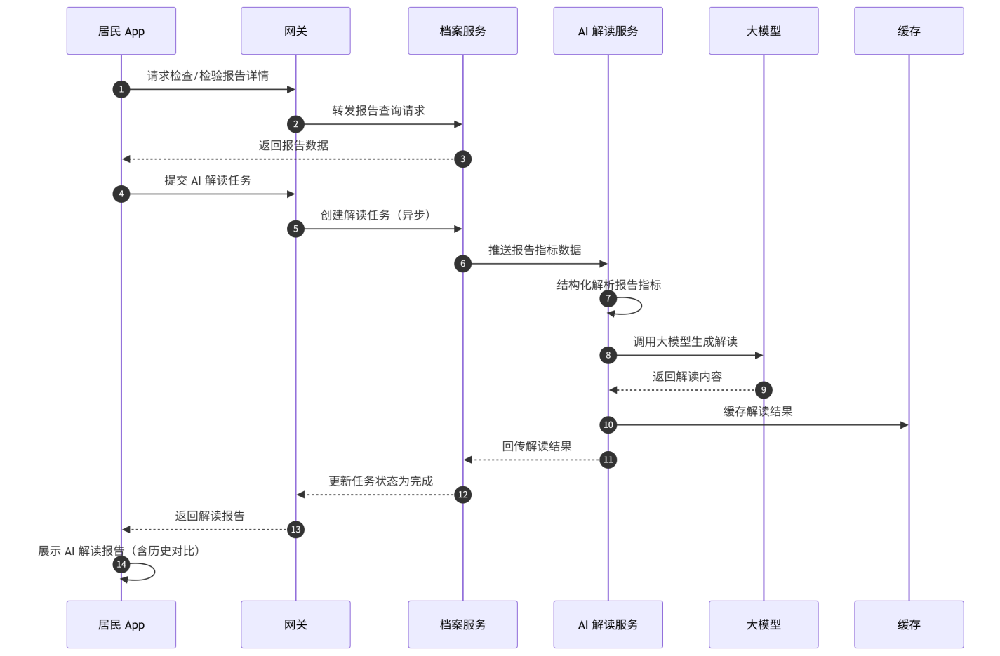 居民 App
网关
档案服务
AI 解读服务
大模型
缓存
请求检查/检验报告详情
1
转发报告查询请求
2
返回报告数据
3
提交 AI 解读任务
4
创建解读任务（异步）
5
推送报告指标数据
6
结构化解析报告指标
7
调用大模型生成解读
8
返回解读内容
9
缓存解读结果
10
回传解读结果
11
更新任务状态为完成
12
返回解读报告
13
展示 AI 解读报告（含历史对比）
14
居民 App
网关
档案服务
AI 解读服务
大模型
缓存